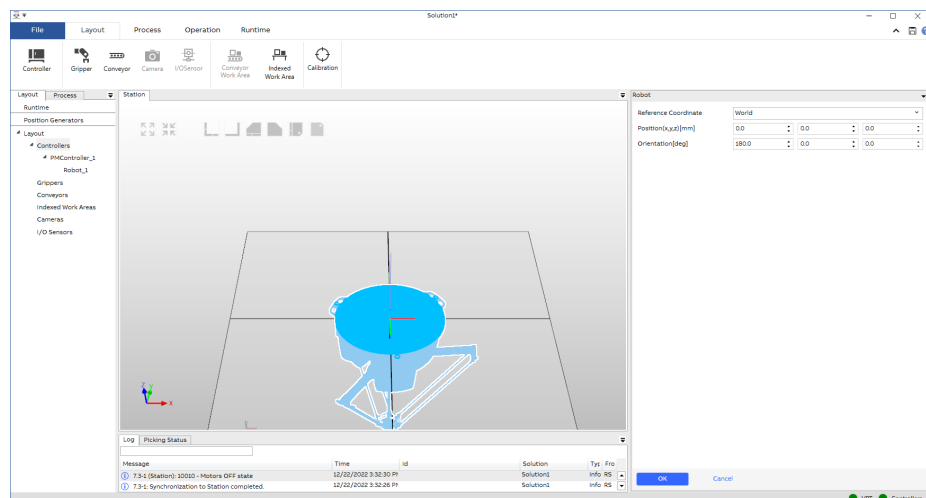 Solution1*
File Layout Process Operation Runtime
Controller Gripper Conveyor Camera I/OSensor Conveyor Work Area Indexed Work Area Calibration
Layout Process Station Robot
Runtime
Position Generators
Layout
Controllers
PMController_1
Robot_1
Grippers
Conveyors
Indexed Work Areas
Cameras
I/O Sensors
Z Y X
Reference Coordinate World
Position(x,y,z)[mm] 0.0 0.0 0.0
Orientation[deg] 180.0 0.0 0.0
Log Picking Status
Message Time Id Solution Typ Fro
7.3-1 (Station): 10010 - Motors OFF state 12/22/2022 3:32:30 PM Solution1 Info RS
7.3-1: Synchronization to Station completed. 12/22/2022 3:32:26 PM Solution1 Info RS
OK Cancel
VRT Controllers